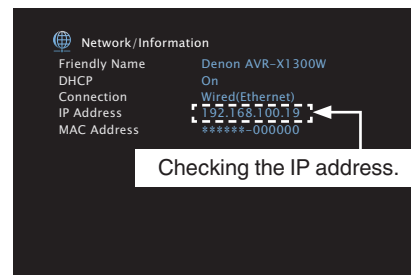 Network/Information
Friendly Name Denon AVR-X1300W
DHCP On
Connection Wired(Ethernet)
IP Address 192.168.100.19
MAC Address ******-000000
Checking the IP address.